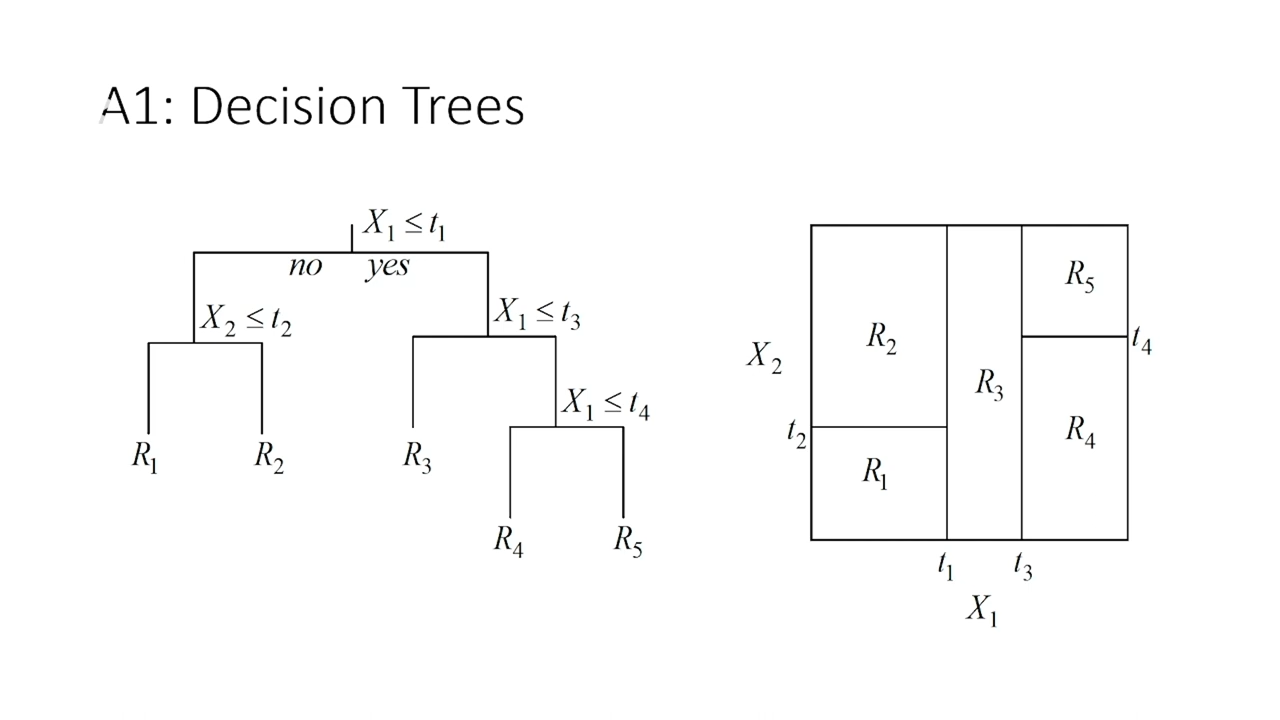 A1: Decision Trees
X₁ ≤ t₁
no yes
X₂ ≤ t₂
X₁ ≤ t₃
X₁ ≤ t₄
R₁
R₂
R₃
R₄
R₅
R₅
R₂
t₄
X₂
R₃
t₂
R₄
R₁
t₁
t₃
X₁